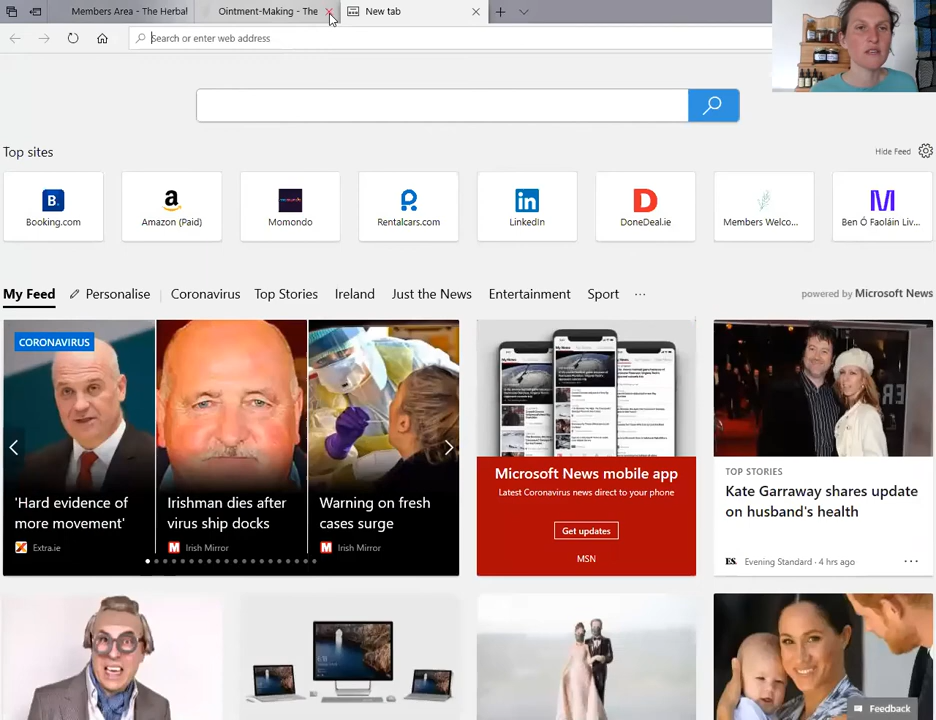 Members Area - The Herbal
Ointment-Making - The
New tab
Search or enter web address
Top sites
Hide Feed
Booking.com
Amazon (Paid)
Momondo
Rentalcars.com
LinkedIn
DoneDeal.ie
Members Welco...
Ben Ó Faoláin Liv...
My Feed
Personalise
Coronavirus
Top Stories
Ireland
Just the News
Entertainment
Sport
...
powered by Microsoft News
CORONAVIRUS
'Hard evidence of
more movement'
Extra.ie
Irishman dies after
virus ship docks
Irish Mirror
Warning on fresh
cases surge
Irish Mirror
Microsoft News mobile app
Latest Coronavirus news direct to your phone
Get updates
MSN
TOP STORIES
Kate Garraway shares update
on husband's health
ES. Evening Standard · 4 hrs ago
Feedback